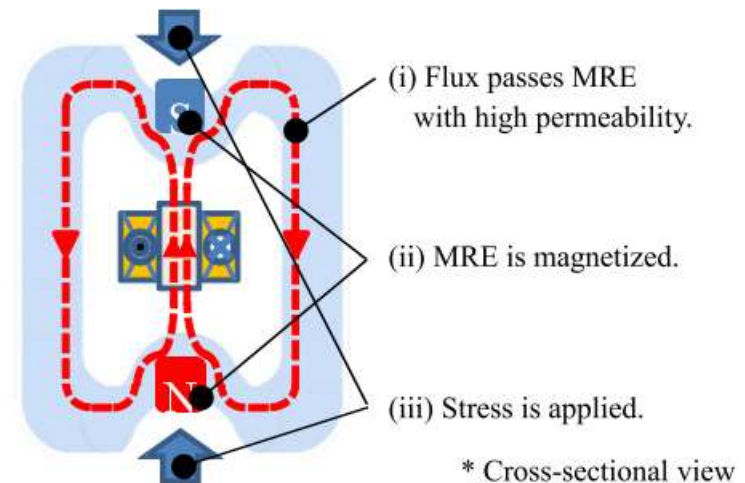 S
(i) Flux passes MRE
with high permeability.
(ii) MRE is magnetized.
N
(iii) Stress is applied.
* Cross-sectional view